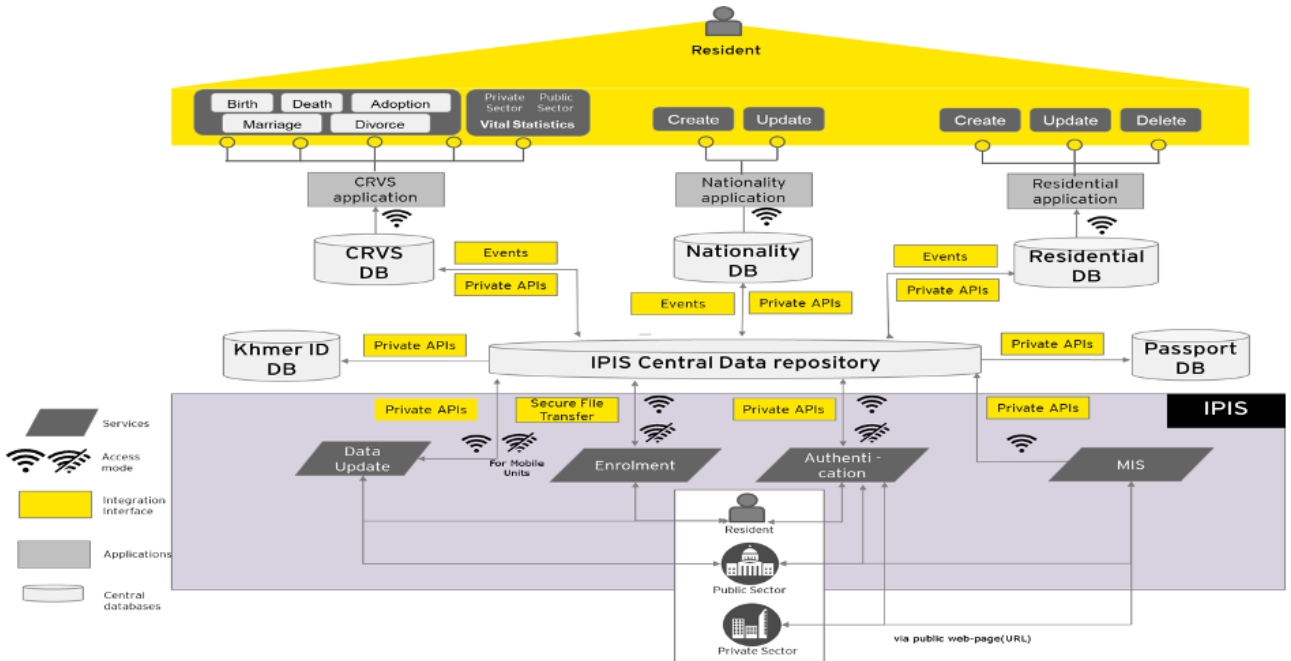 Resident
Birth
Death
Adoption
Marriage
Divorce
Private Sector
Public Sector
Vital Statistics
Create
Update
Create
Update
Delete
CRVS
application
Nationality
application
Residential
application
CRVS
DB
Nationality
DB
Residential
DB
Events
Private APIs
Events
Private APIs
Events
Private APIs
Khmer ID
DB
Private APIs
IPIS Central Data repository
Private APIs
Passport
DB
IPIS
Private APIs
Secure File
Transfer
Private APIs
Private APIs
Services
Access
mode
Integration
Interface
Applications
Central
databases
Data
Update
For Mobile
Units
Enrolment
Authenti -
cation
MIS
Resident
Public Sector
Private Sector
via public web-page(URL)